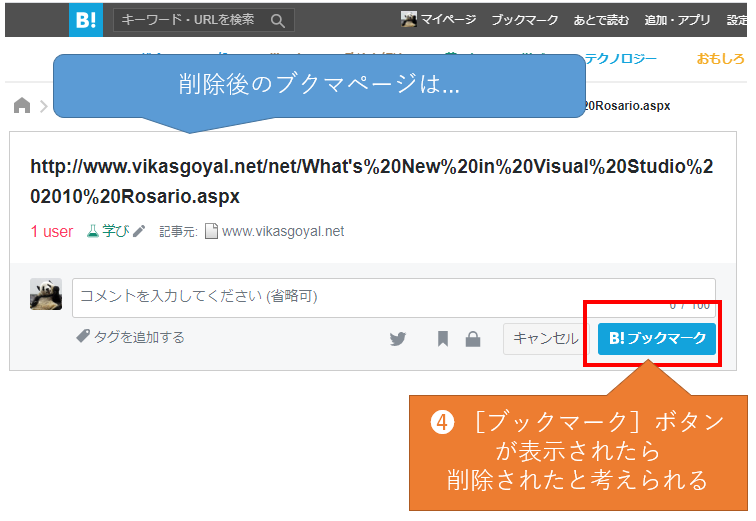 B! キーワード・URLを検索 マイページ ブックマーク あとで読む 追加・アプリ 設定
テクノロジー おもしろ
削除後のブクマページは...
20Rosario.aspx
http://www.vikasgoyal.net/net/What's%20New%20in%20Visual%20Studio%2
02010%20Rosario.aspx
1 user 学び 記事元: www.vikasgoyal.net
コメントを入力してください (省略可)
0 / 100
タグを追加する キャンセル B!ブックマーク
❹ ［ブックマーク］ボタン
が表示されたら
削除されたと考えられる